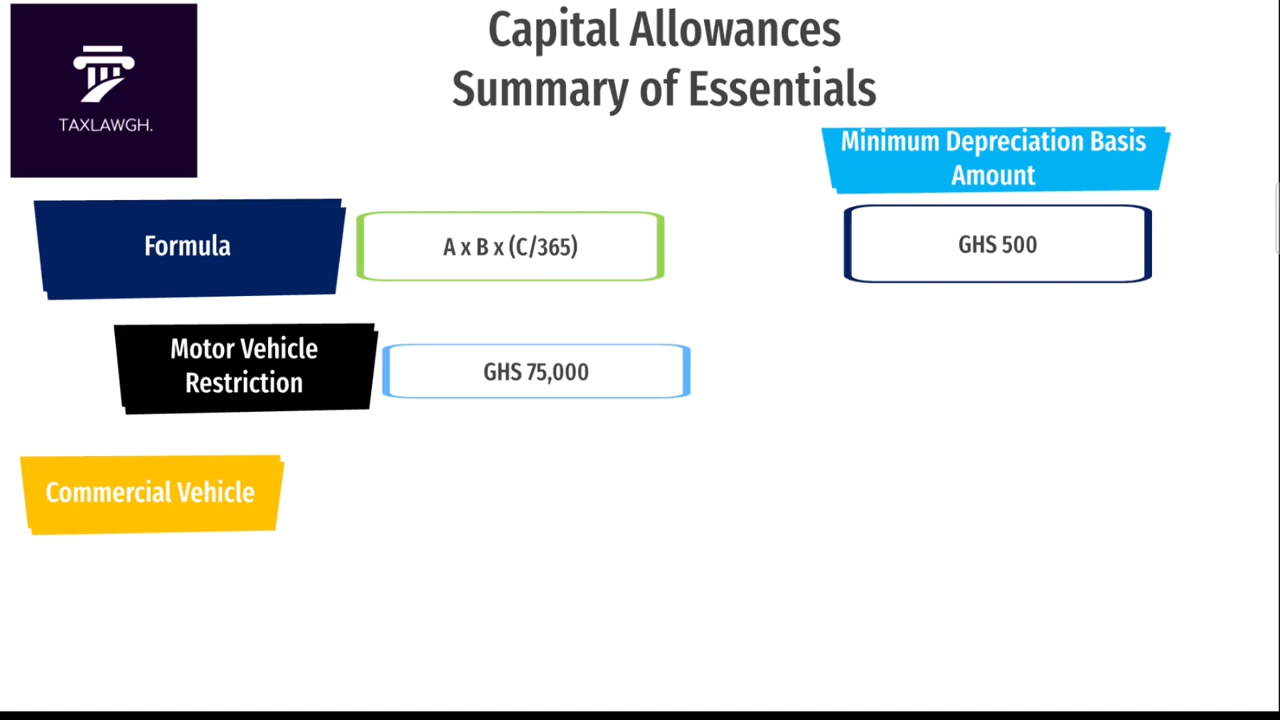 Capital Allowances
Summary of Essentials
TAXLAWGH.
Minimum Depreciation Basis
Amount
Formula
A x B x (C/365)
GHS 500
Motor Vehicle
Restriction
GHS 75,000
Commercial Vehicle